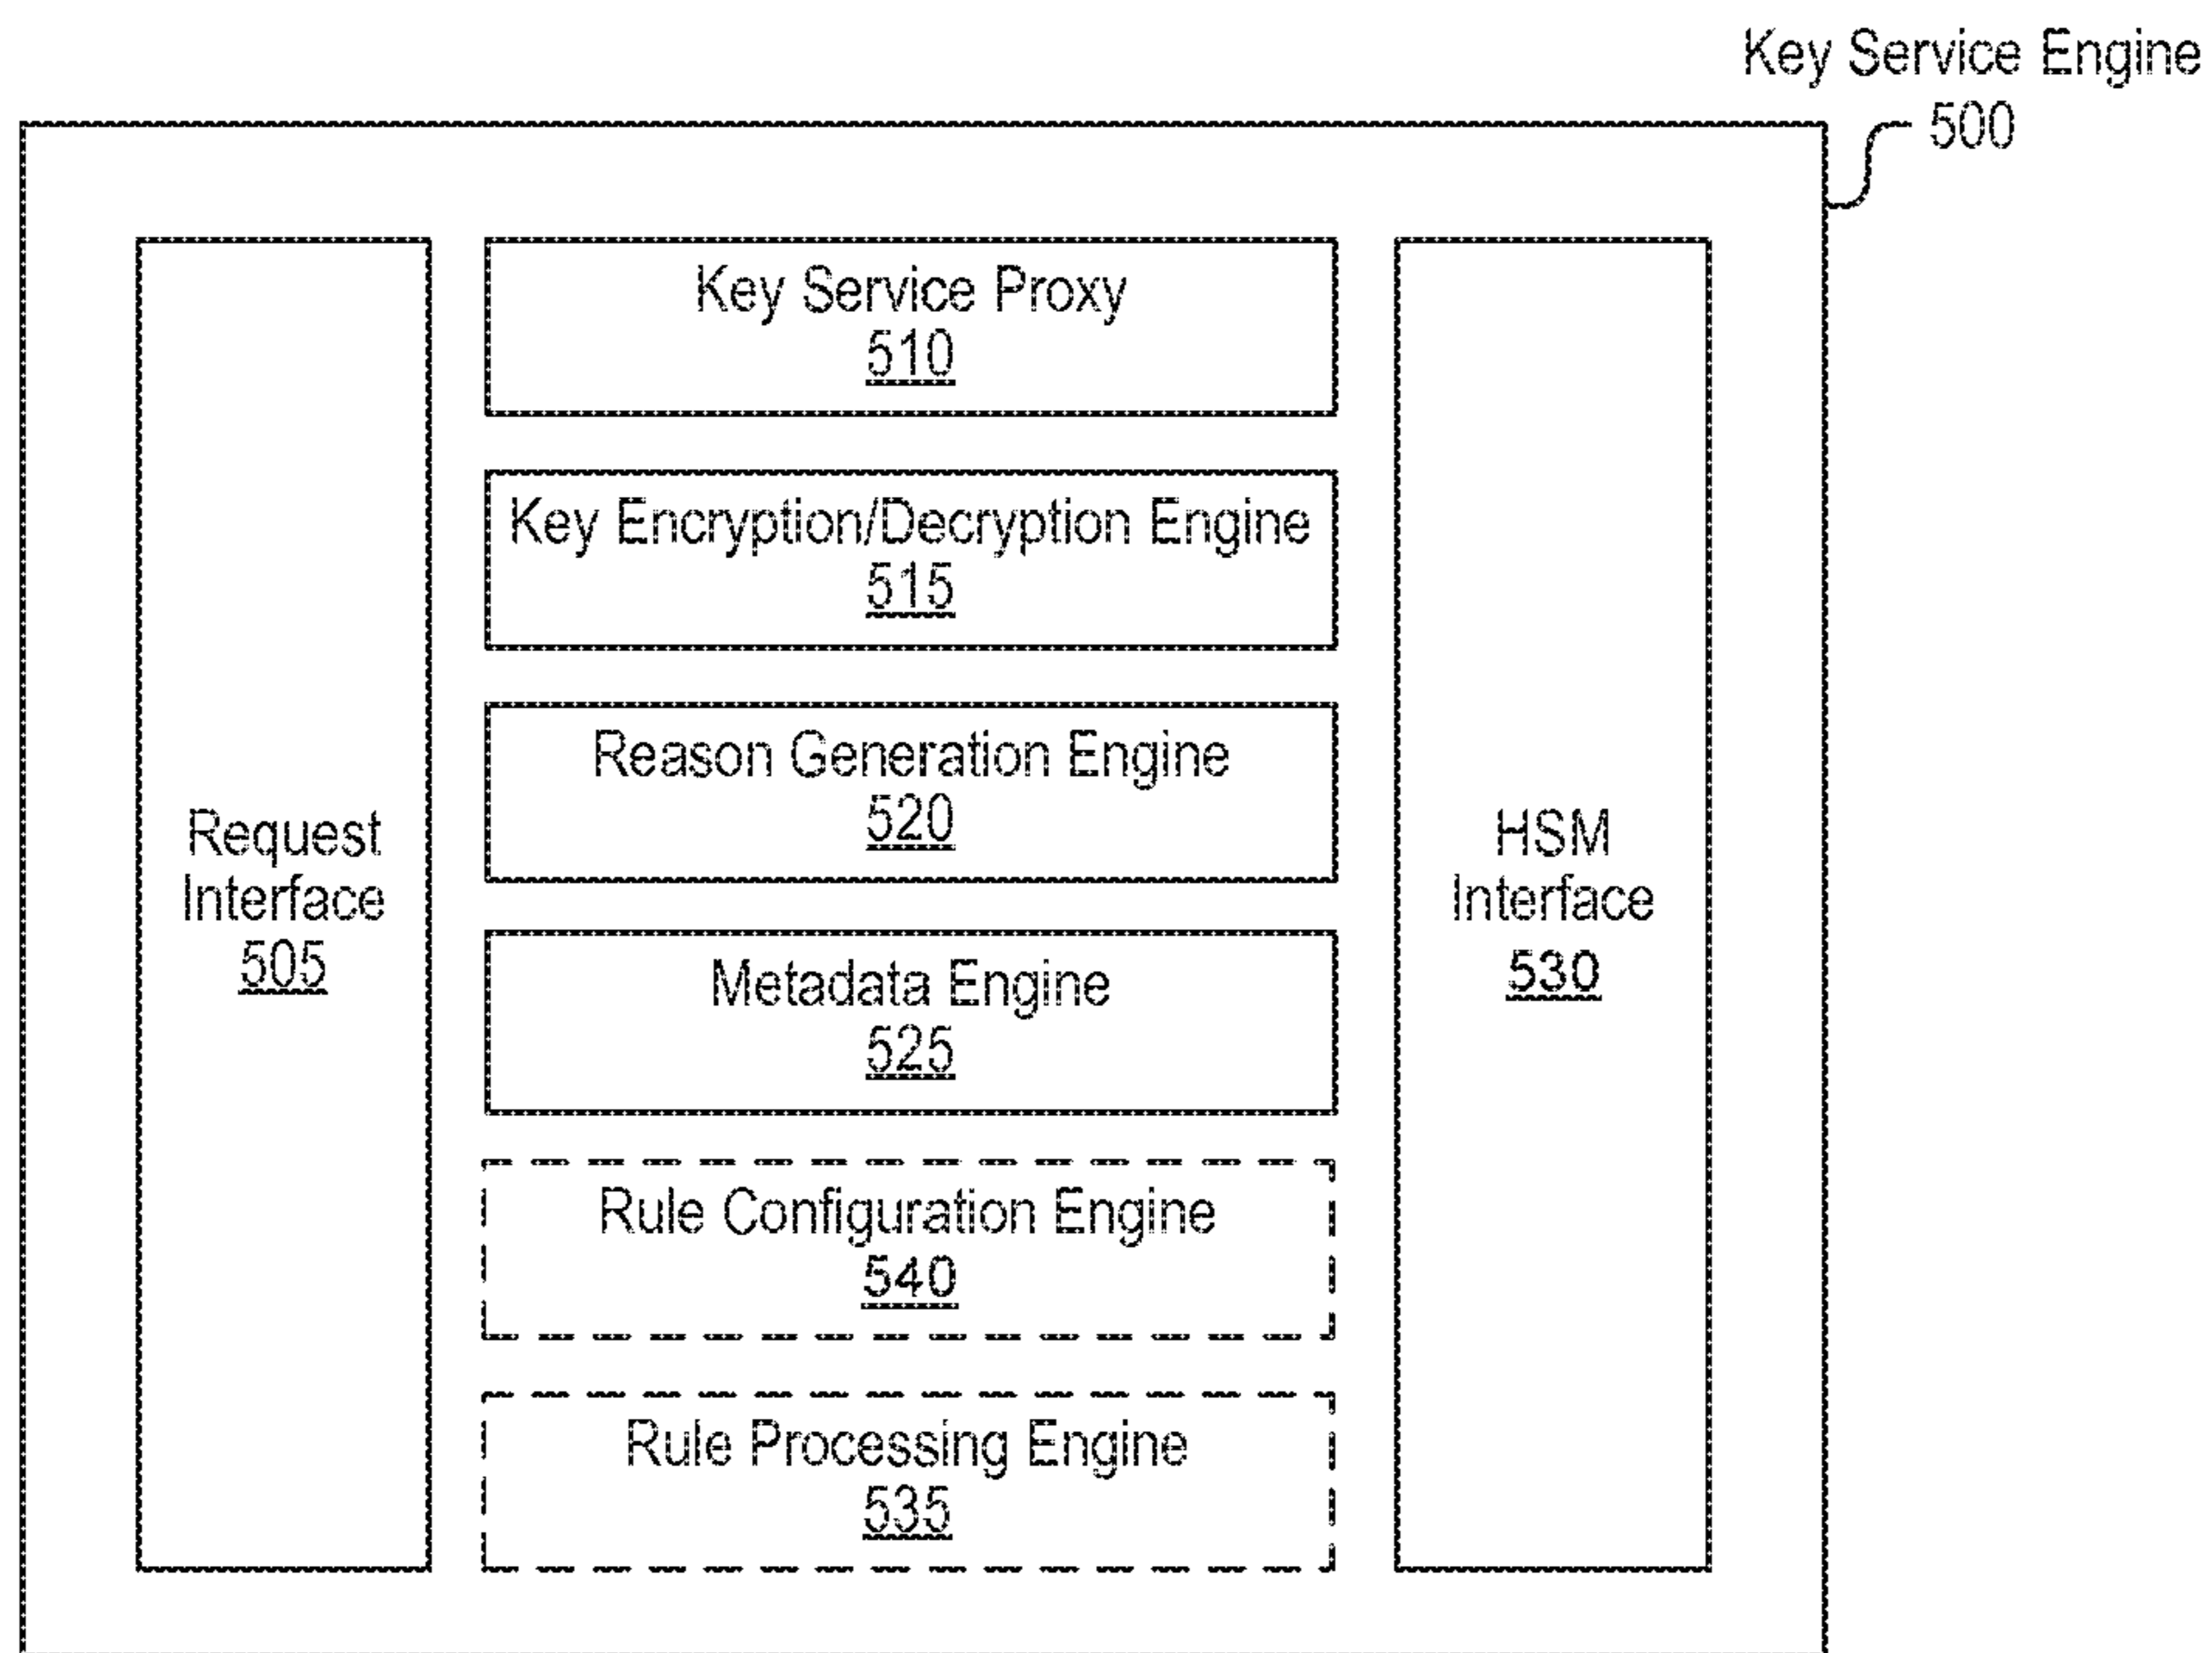 Key Service Engine
500
Key Service Proxy
510
Key Encryption/Decryption Engine
515
Reason Generation Engine
520
Request
Interface
505
HSM
Interface
530
Metadata Engine
525
Rule Configuration Engine
540
Rule Processing Engine
535